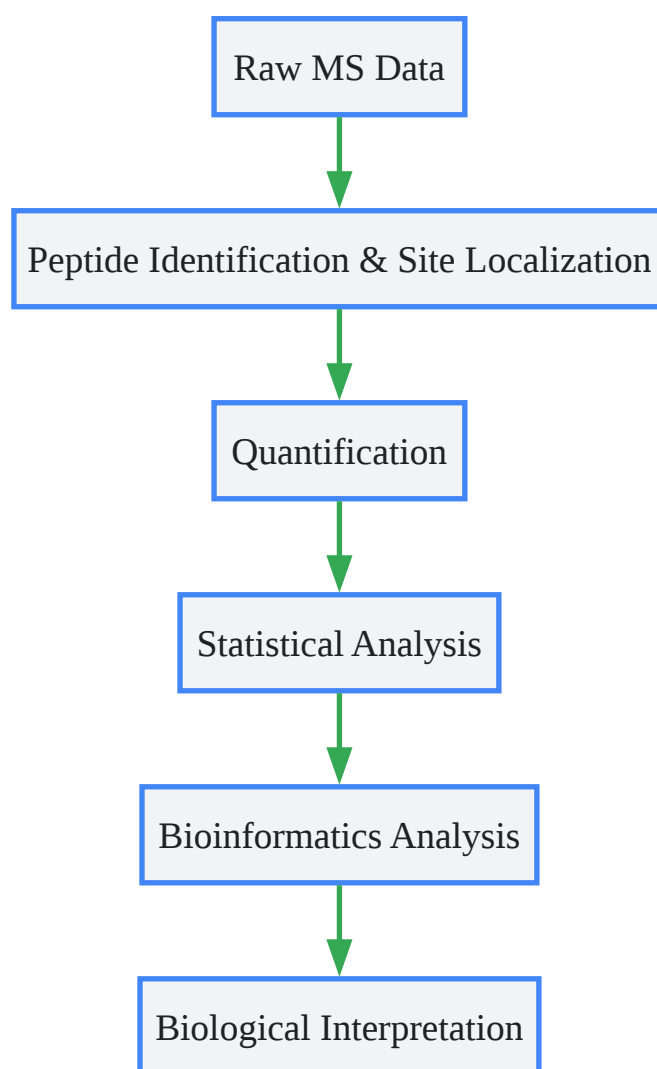 Raw MS Data
Peptide Identification & Site Localization
Quantification
Statistical Analysis
Bioinformatics Analysis
Biological Interpretation